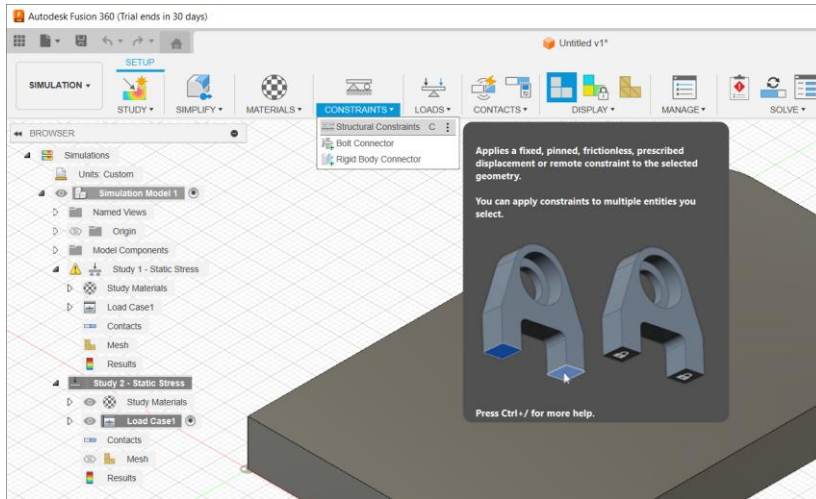 Autodesk Fusion 360 (Trial ends in 30 days)
Untitled v1*
SETUP
SIMULATION
STUDY
SIMPLIFY
MATERIALS
CONSTRAINTS
LOADS
CONTACTS
DISPLAY
MANAGE
SOLVE
Structural Constraints C
Bolt Connector
Rigid Body Connector
Applies a fixed, pinned, frictionless, prescribed
displacement or remote constraint to the selected
geometry.
You can apply constraints to multiple entities you
select.
Press Ctrl+/ for more help.
BROWSER
Simulations
Units: Custom
Simulation Model 1
Named Views
Origin
Model Components
Study 1 - Static Stress
Study Materials
Load Case1
Contacts
Mesh
Results
Study 2 - Static Stress
Study Materials
Load Case1
Contacts
Mesh
Results